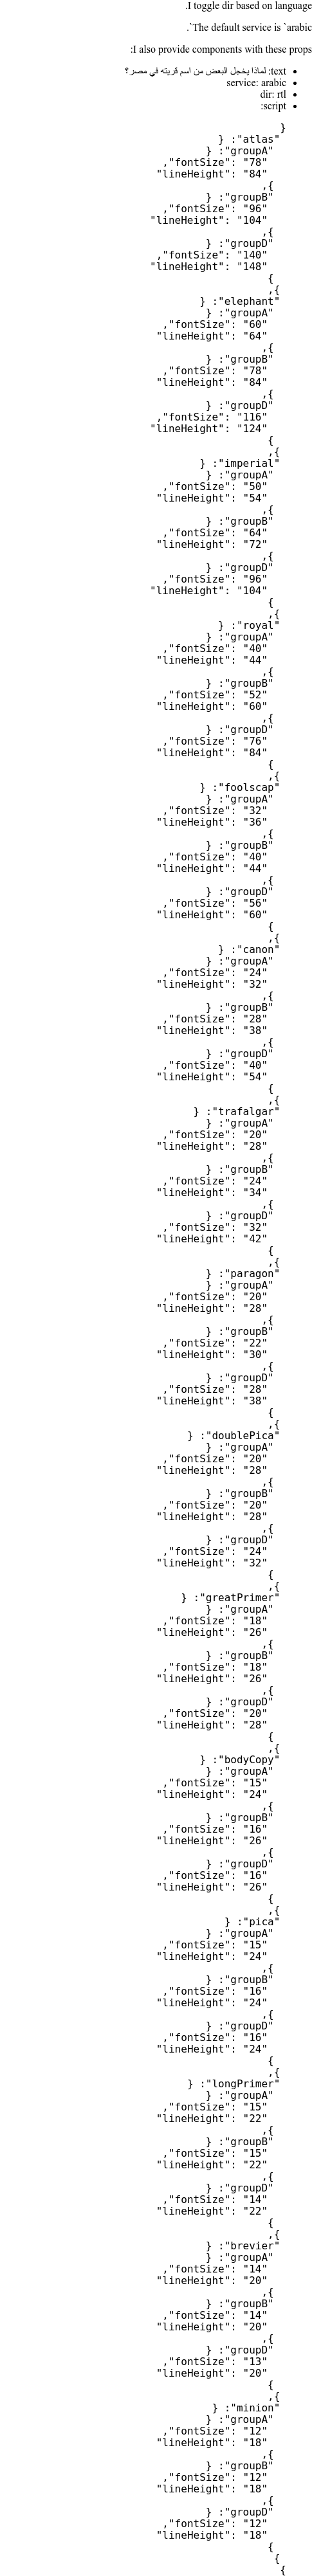 I toggle dir based on language.
The default service is `arabic`.
I also provide components with these props:
text: لماذا يخجل البعض من اسم قريته في مصر؟
service: arabic
dir: rtl
script:
{
"atlas": {
"groupA": {
"fontSize": "78",
"lineHeight": "84"
},
"groupB": {
"fontSize": "96",
"lineHeight": "104"
},
"groupD": {
"fontSize": "140",
"lineHeight": "148"
}
},
"elephant": {
"groupA": {
"fontSize": "60",
"lineHeight": "64"
},
"groupB": {
"fontSize": "78",
"lineHeight": "84"
},
"groupD": {
"fontSize": "116",
"lineHeight": "124"
}
},
"imperial": {
"groupA": {
"fontSize": "50",
"lineHeight": "54"
},
"groupB": {
"fontSize": "64",
"lineHeight": "72"
},
"groupD": {
"fontSize": "96",
"lineHeight": "104"
}
},
"royal": {
"groupA": {
"fontSize": "40",
"lineHeight": "44"
},
"groupB": {
"fontSize": "52",
"lineHeight": "60"
},
"groupD": {
"fontSize": "76",
"lineHeight": "84"
}
},
"foolscap": {
"groupA": {
"fontSize": "32",
"lineHeight": "36"
},
"groupB": {
"fontSize": "40",
"lineHeight": "44"
},
"groupD": {
"fontSize": "56",
"lineHeight": "60"
}
},
"canon": {
"groupA": {
"fontSize": "24",
"lineHeight": "32"
},
"groupB": {
"fontSize": "28",
"lineHeight": "38"
},
"groupD": {
"fontSize": "40",
"lineHeight": "54"
}
},
"trafalgar": {
"groupA": {
"fontSize": "20",
"lineHeight": "28"
},
"groupB": {
"fontSize": "24",
"lineHeight": "34"
},
"groupD": {
"fontSize": "32",
"lineHeight": "42"
}
},
"paragon": {
"groupA": {
"fontSize": "20",
"lineHeight": "28"
},
"groupB": {
"fontSize": "22",
"lineHeight": "30"
},
"groupD": {
"fontSize": "28",
"lineHeight": "38"
}
},
"doublePica": {
"groupA": {
"fontSize": "20",
"lineHeight": "28"
},
"groupB": {
"fontSize": "20",
"lineHeight": "28"
},
"groupD": {
"fontSize": "24",
"lineHeight": "32"
}
},
"greatPrimer": {
"groupA": {
"fontSize": "18",
"lineHeight": "26"
},
"groupB": {
"fontSize": "18",
"lineHeight": "26"
},
"groupD": {
"fontSize": "20",
"lineHeight": "28"
}
},
"bodyCopy": {
"groupA": {
"fontSize": "15",
"lineHeight": "24"
},
"groupB": {
"fontSize": "16",
"lineHeight": "26"
},
"groupD": {
"fontSize": "16",
"lineHeight": "26"
}
},
"pica": {
"groupA": {
"fontSize": "15",
"lineHeight": "24"
},
"groupB": {
"fontSize": "16",
"lineHeight": "24"
},
"groupD": {
"fontSize": "16",
"lineHeight": "24"
}
},
"longPrimer": {
"groupA": {
"fontSize": "15",
"lineHeight": "22"
},
"groupB": {
"fontSize": "15",
"lineHeight": "22"
},
"groupD": {
"fontSize": "14",
"lineHeight": "22"
}
},
"brevier": {
"groupA": {
"fontSize": "14",
"lineHeight": "20"
},
"groupB": {
"fontSize": "14",
"lineHeight": "20"
},
"groupD": {
"fontSize": "13",
"lineHeight": "20"
}
},
"minion": {
"groupA": {
"fontSize": "12",
"lineHeight": "18"
},
"groupB": {
"fontSize": "12",
"lineHeight": "18"
},
"groupD": {
"fontSize": "12",
"lineHeight": "18"
}
}
}